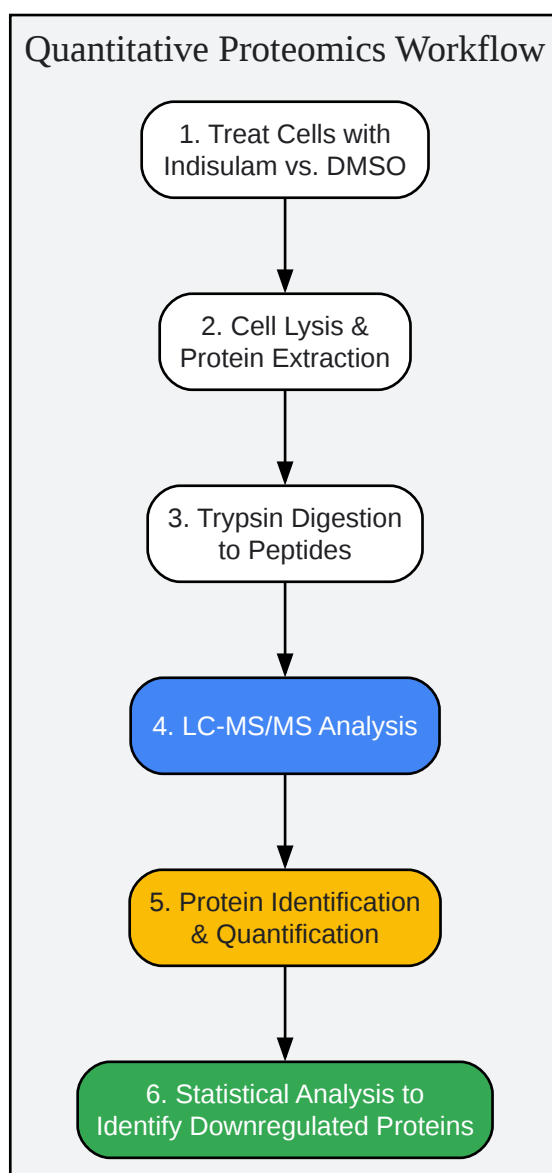 Quantitative Proteomics Workflow
1. Treat Cells with
Indisulam vs. DMSO
2. Cell Lysis &
Protein Extraction
3. Trypsin Digestion
to Peptides
4. LC-MS/MS Analysis
5. Protein Identification
& Quantification
6. Statistical Analysis to
Identify Downregulated Proteins